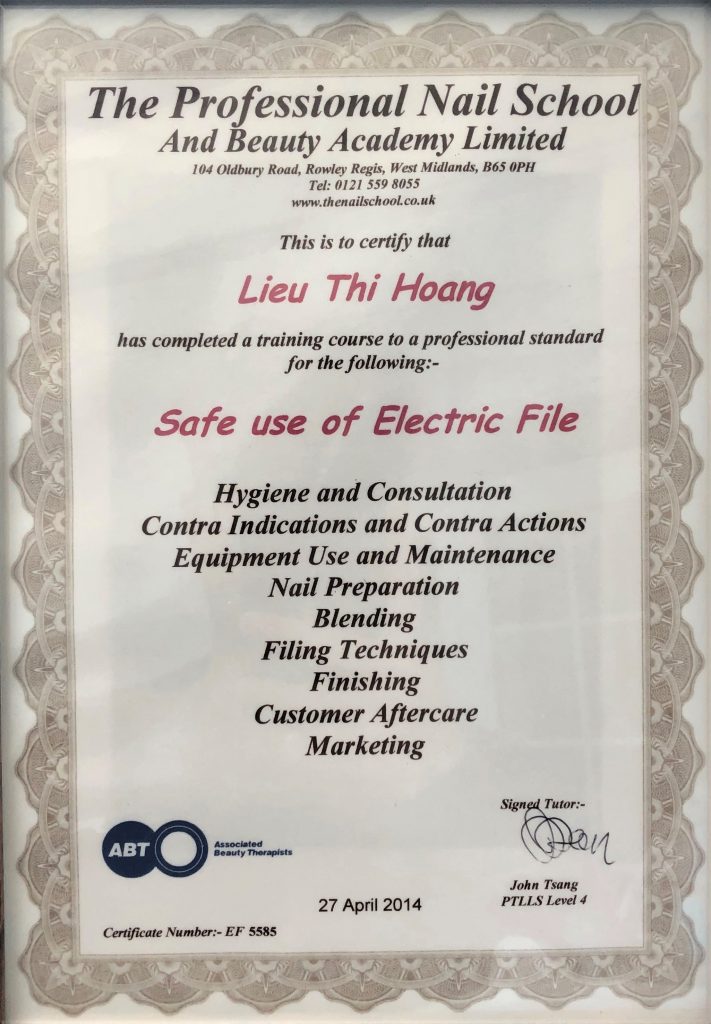 The Professional Nail School
And Beauty Academy Limited
104 Oldbury Road, Rowley Regis, West Midlands, B65 0PH
Tel: 0121 559 8055
www.thenailschool.co.uk
This is to certify that
Lieu Thi Hoang
has completed a training course to a professional standard
for the following:-
Safe use of Electric File
Hygiene and Consultation
Contra Indications and Contra Actions
Equipment Use and Maintenance
Nail Preparation
Blending
Filing Techniques
Finishing
Customer Aftercare
Marketing
Signed Tutor:-
ABT
Associated
Beauty Therapists
John Tsang
PTLLS Level 4
27 April 2014
Certificate Number:- EF 5585